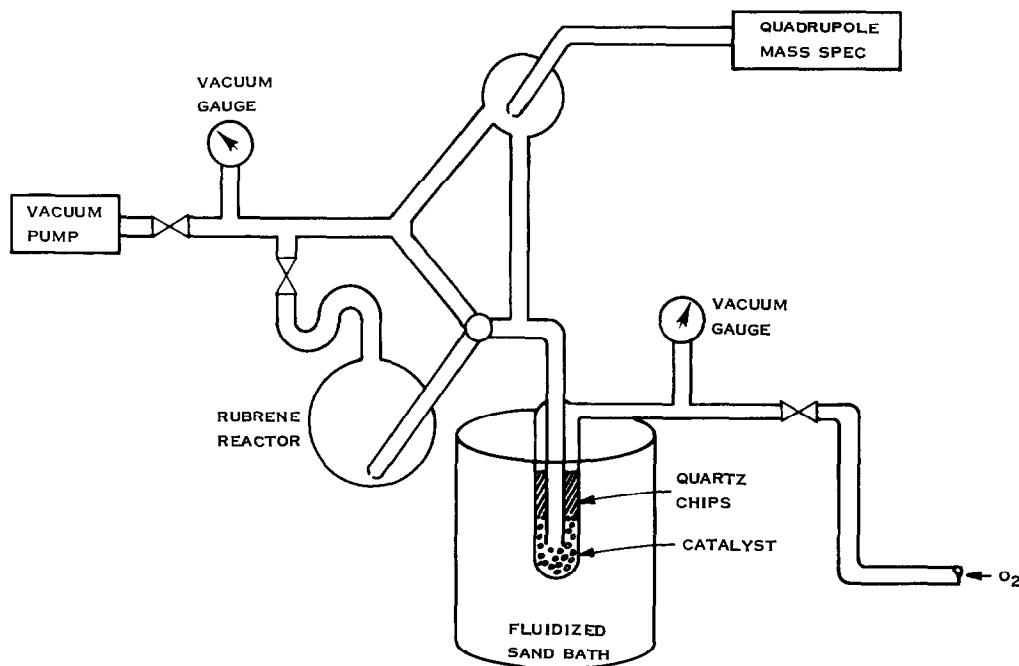 QUADRUPOLE
MASS SPEC
VACUUM
GAUGE
VACUUM
PUMP
VACUUM
GAUGE
RUBRENE
REACTOR
QUARTZ
CHIPS
CATALYST
O2
FLUIDIZED
SAND BATH